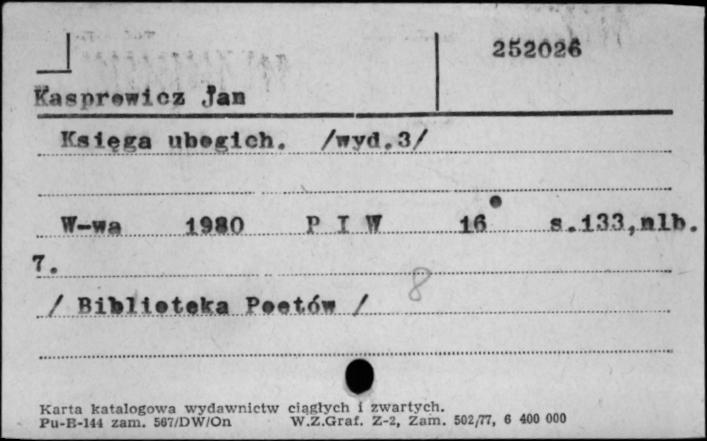 252026
Kasprowicz Jan
Księga ubogich. /wyd.3/
W-wa 1980 P I W 16° s.133,nlb.
7.
8
/ Biblioteka Poetów /
Karta katalogowa wydawnictw ciągłych i zwartych.
Pu-B-144 zam. 567/DW/On W.Z.Graf. Z-2, Zam. 502/77, 6 400 000